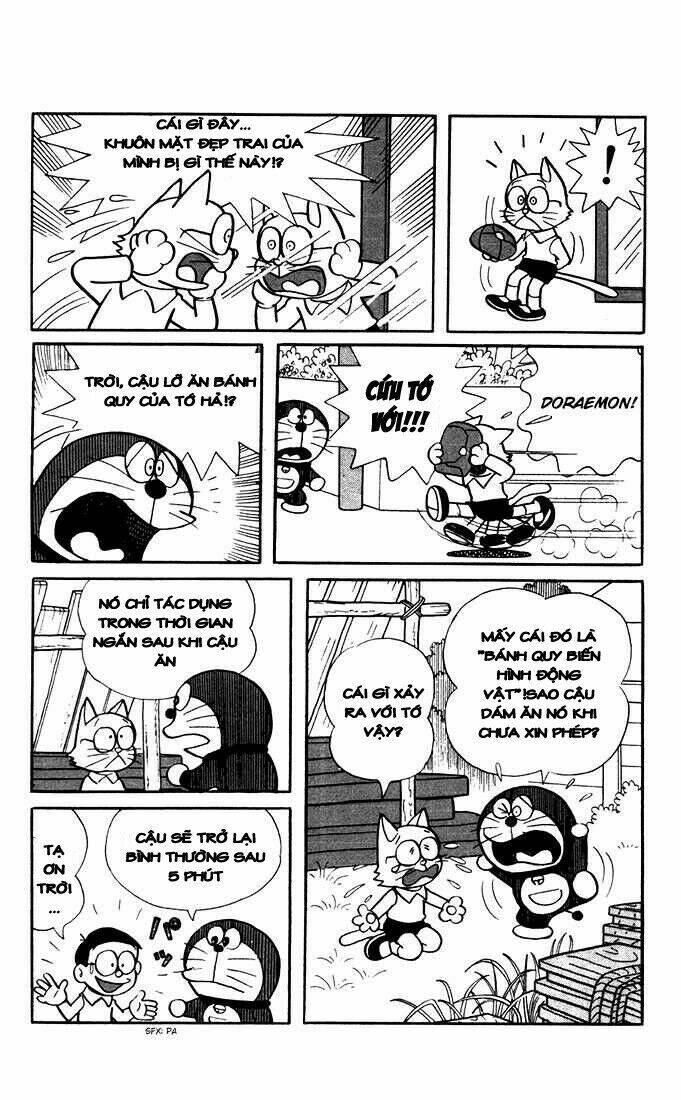 !
CÁI GÌ ĐÂY...
KHUÔN MẶT ĐẸP TRAI CỦA
MÌNH BỊ GÌ THẾ NÀY!?
DORAEMON!
CỨU TỚ
VỚI!!!
TRỜI, CẬU LỠ ĂN BÁNH
QUY CỦA TỚ HẢ!?
MẤY CÁI ĐÓ LÀ
"BÁNH QUY BIẾN
HÌNH ĐỘNG
VẬT"!SAO CẬU
DÁM ĂN NÓ KHI
CHƯA XIN PHÉP?
CÁI GÌ XẢY
RA VỚI TỚ
VẬY?
NÓ CHỈ TÁC DỤNG
TRONG THỜI GIAN
NGẮN SAU KHI CẬU
ĂN
CẬU SẼ TRỞ LẠI
BÌNH THƯỜNG SAU
5 PHÚT
パッ
TẠ
ƠN
TRỜI
...
SFX: PA